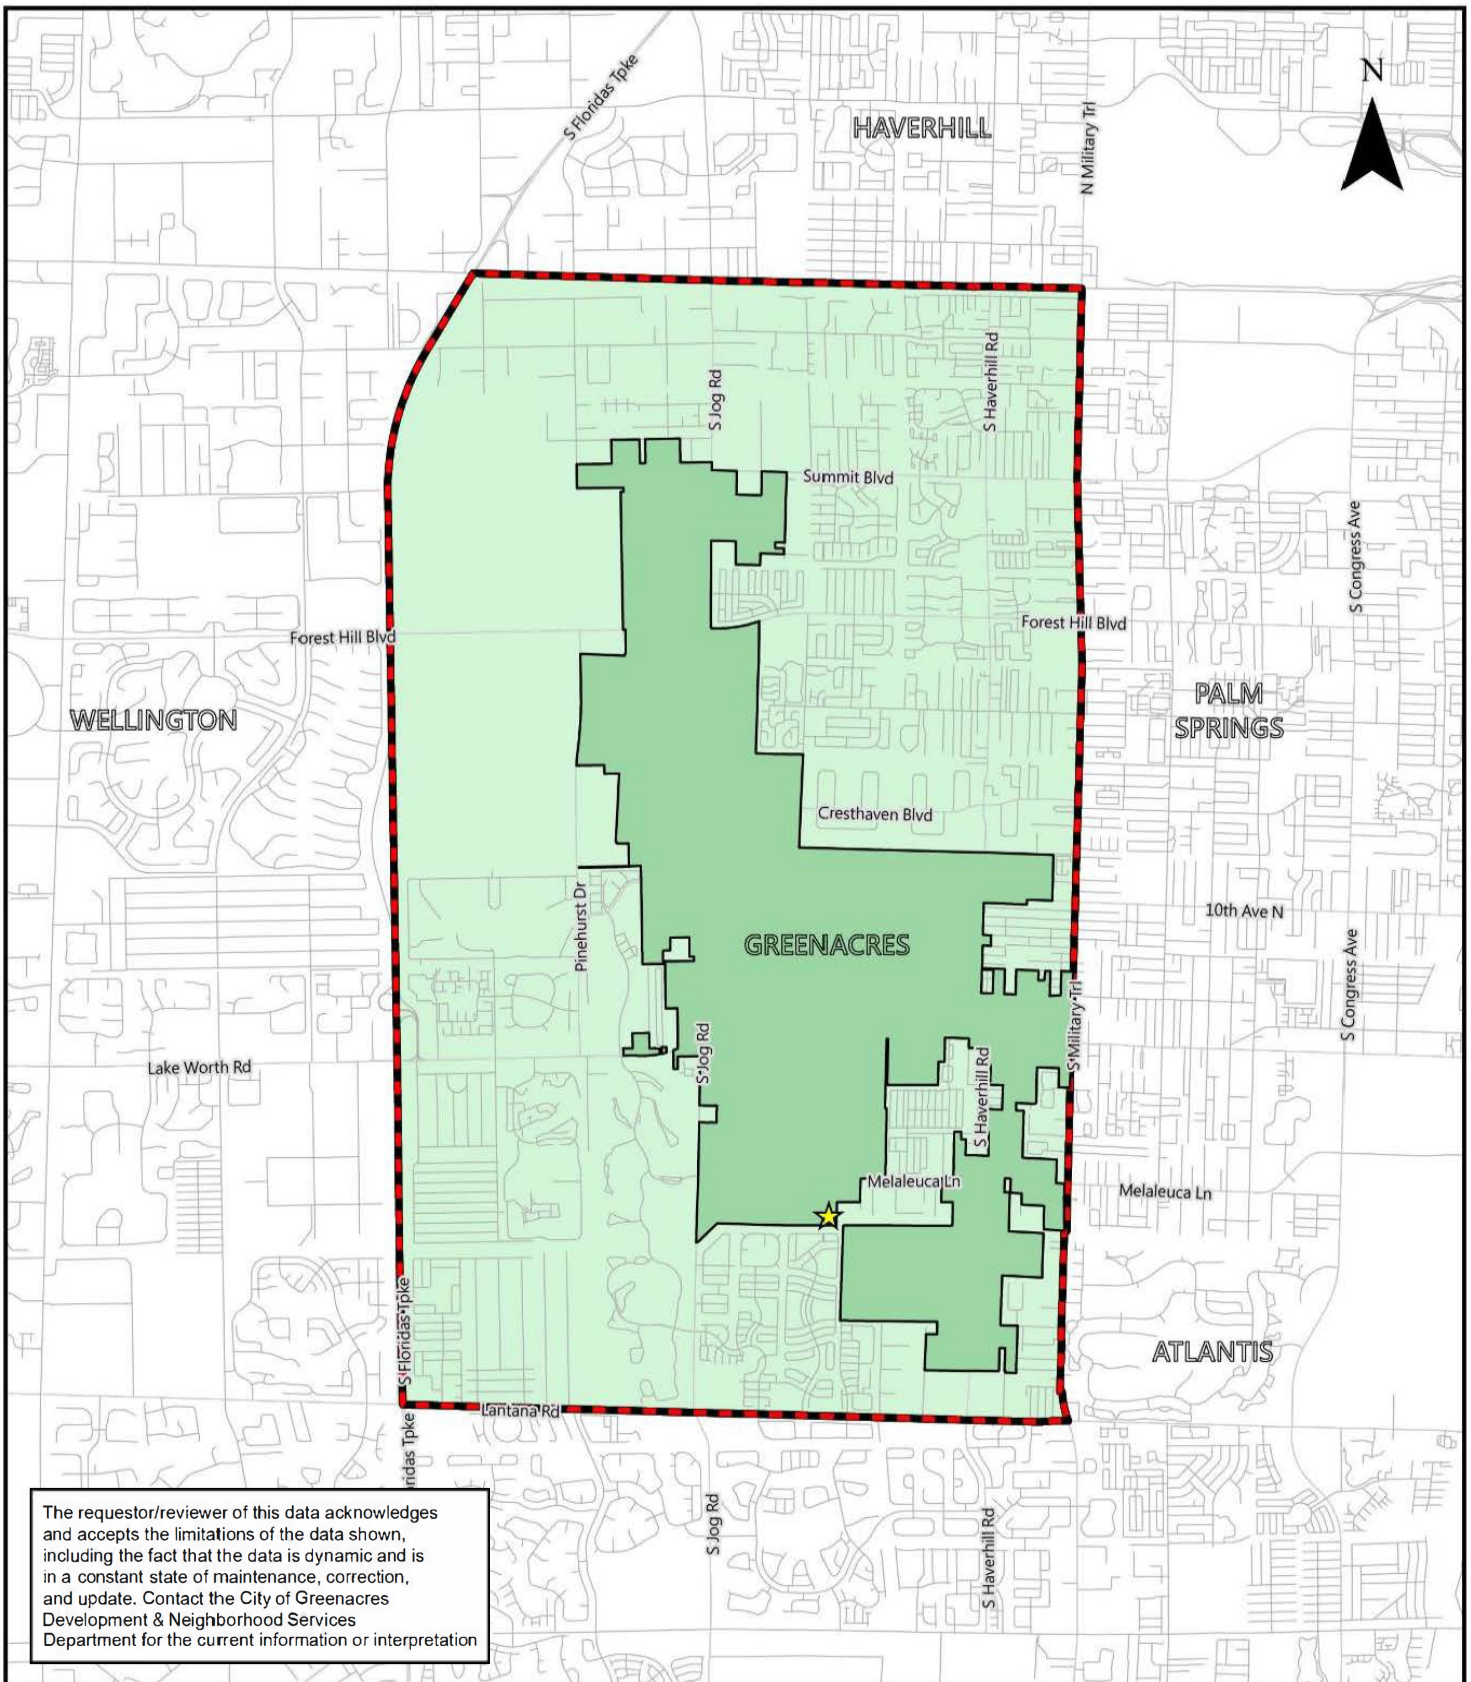 N
S Floridas Tpke
HAVERHILL
N Military Trl
S Haverhill Rd
S Jog Rd
Summit Blvd
S Congress Ave
Forest Hill Blvd
Forest Hill Blvd
PALM
SPRINGS
WELLINGTON
Cresthaven Blvd
Pinehurst Dr
10th Ave N
GREENACRES
S Congress Ave
S Military Trl
S Jog Rd
S Haverhill Rd
Lake Worth Rd
Melaleuca Ln
Melaleuca Ln
S Floridas Tpke
ATLANTIS
Lantana Rd
ridas Tpke
S Jog Rd
S Haverhill Rd
The requestor/reviewer of this data acknowledges
and accepts the limitations of the data shown,
including the fact that the data is dynamic and is
in a constant state of maintenance, correction,
and update. Contact the City of Greenacres
Development & Neighborhood Services
Department for the current information or interpretation